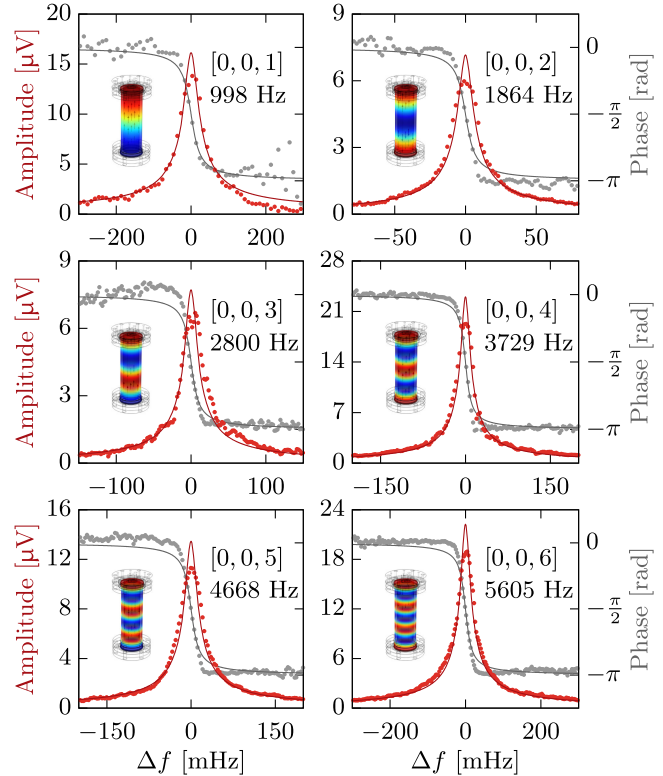 20
15
10
5
0
Amplitude [µV]
[0, 0, 1]
998 Hz
−200
0
200
9
6
3
0
[0, 0, 2]
1864 Hz
−50
0
50
0
−π/2
−π
Phase [rad]
9
6
3
0
Amplitude [µV]
[0, 0, 3]
2800 Hz
−100
0
100
28
21
14
7
0
[0, 0, 4]
3729 Hz
−150
0
150
0
−π/2
−π
Phase [rad]
16
12
8
4
0
Amplitude [µV]
[0, 0, 5]
4668 Hz
−150
0
150
Δf [mHz]
24
18
12
6
0
[0, 0, 6]
5605 Hz
−200
0
200
Δf [mHz]
0
−π/2
−π
Phase [rad]